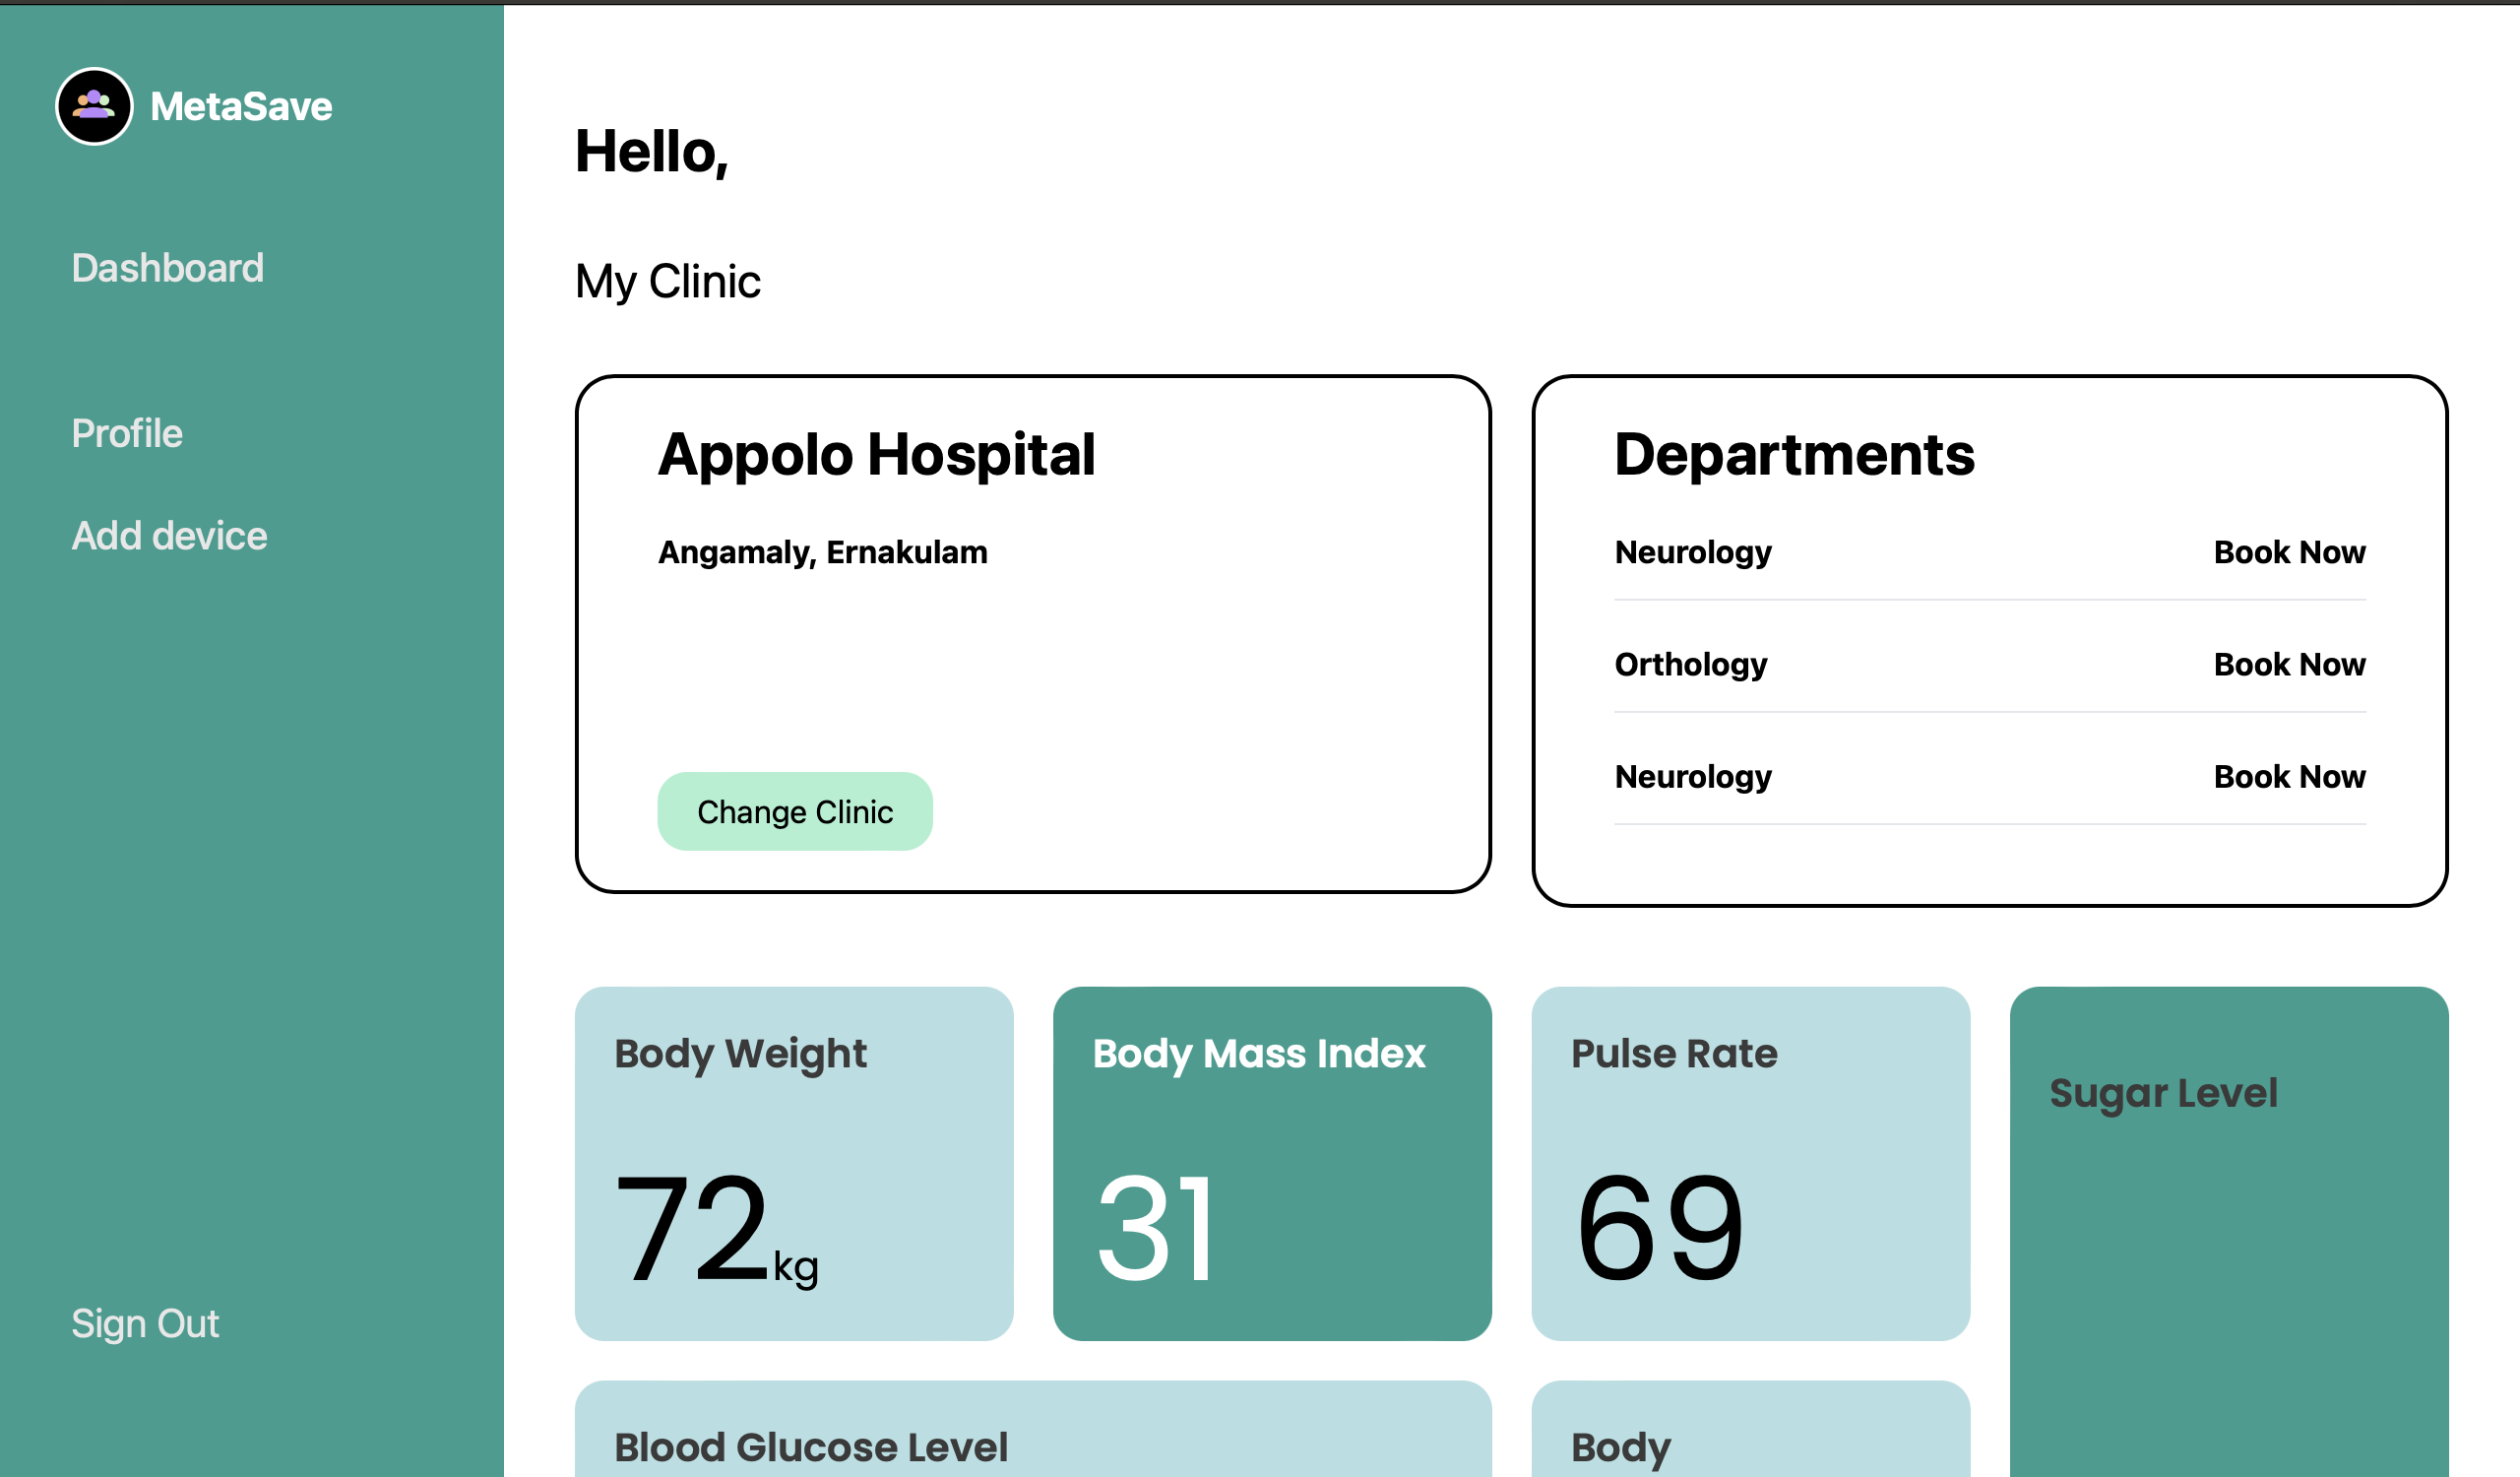 MetaSave
Dashboard
Profile
Add device
Sign Out
Hello,
My Clinic
Appolo Hospital
Angamaly, Ernakulam
Change Clinic
Departments
Neurology Book Now
Orthology Book Now
Neurology Book Now
Body Weight
72kg
Body Mass Index
31
Pulse Rate
69
Sugar Level
Blood Glucose Level
Body